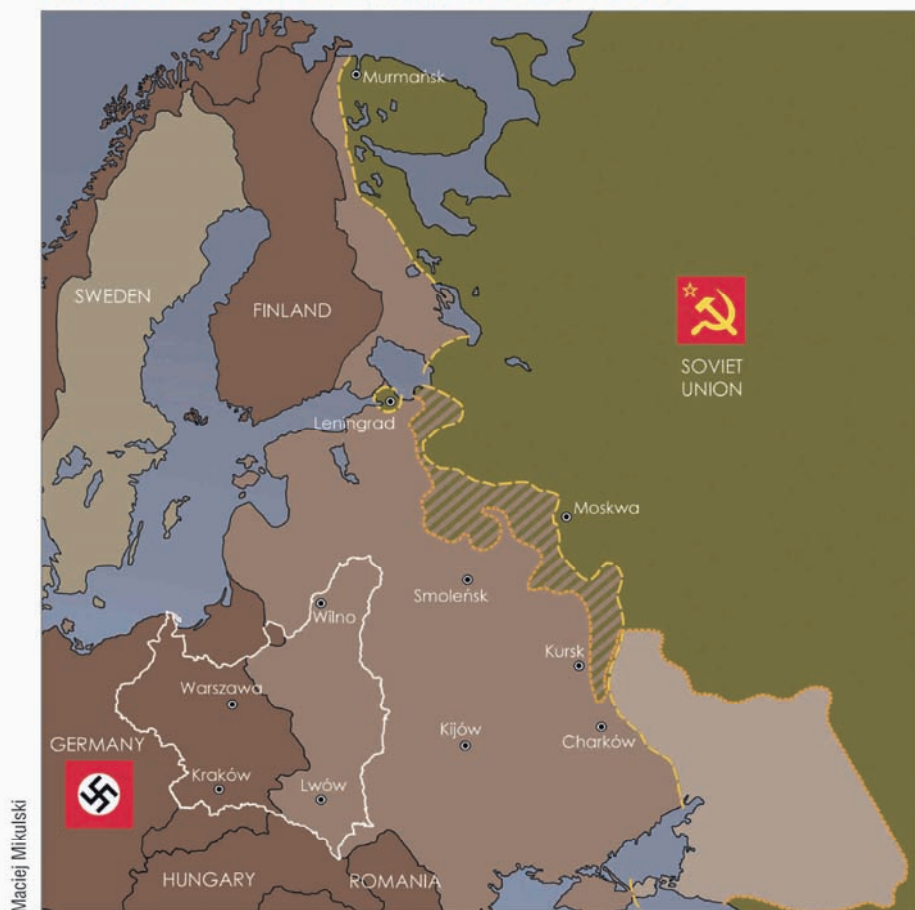 Murmańsk
SWEDEN
FINLAND
SOVIET
UNION
Leningrad
Moskwa
Smoleńsk
Wilno
Kursk
Warszawa
Kijów
Charków
GERMANY
Kraków
Lwów
HUNGARY
ROMANIA
Maciej Mikulski